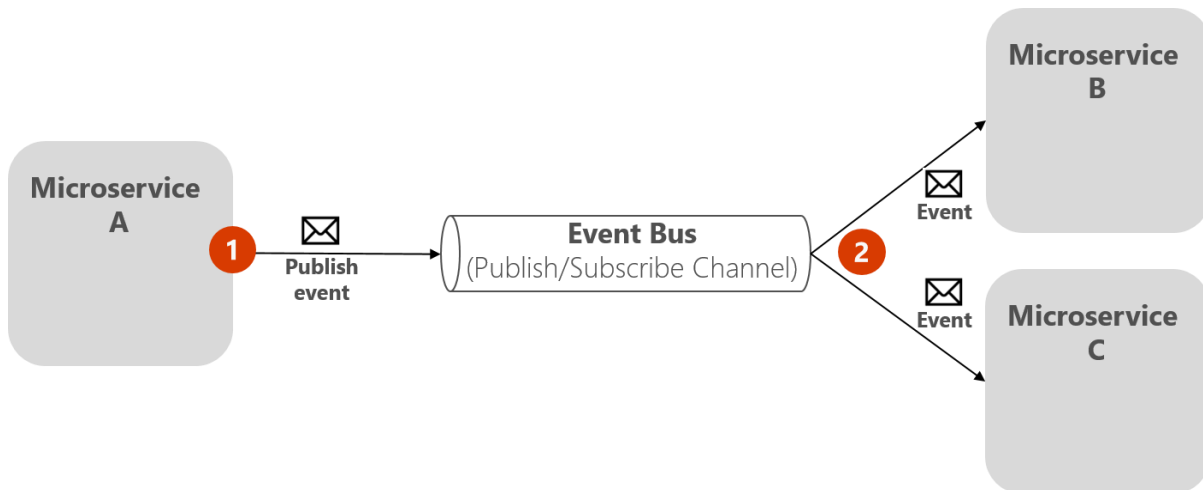 Microservice
A
1
Publish
event
Event Bus
(Publish/Subscribe Channel)
2
Event
Event
Microservice
B
Microservice
C